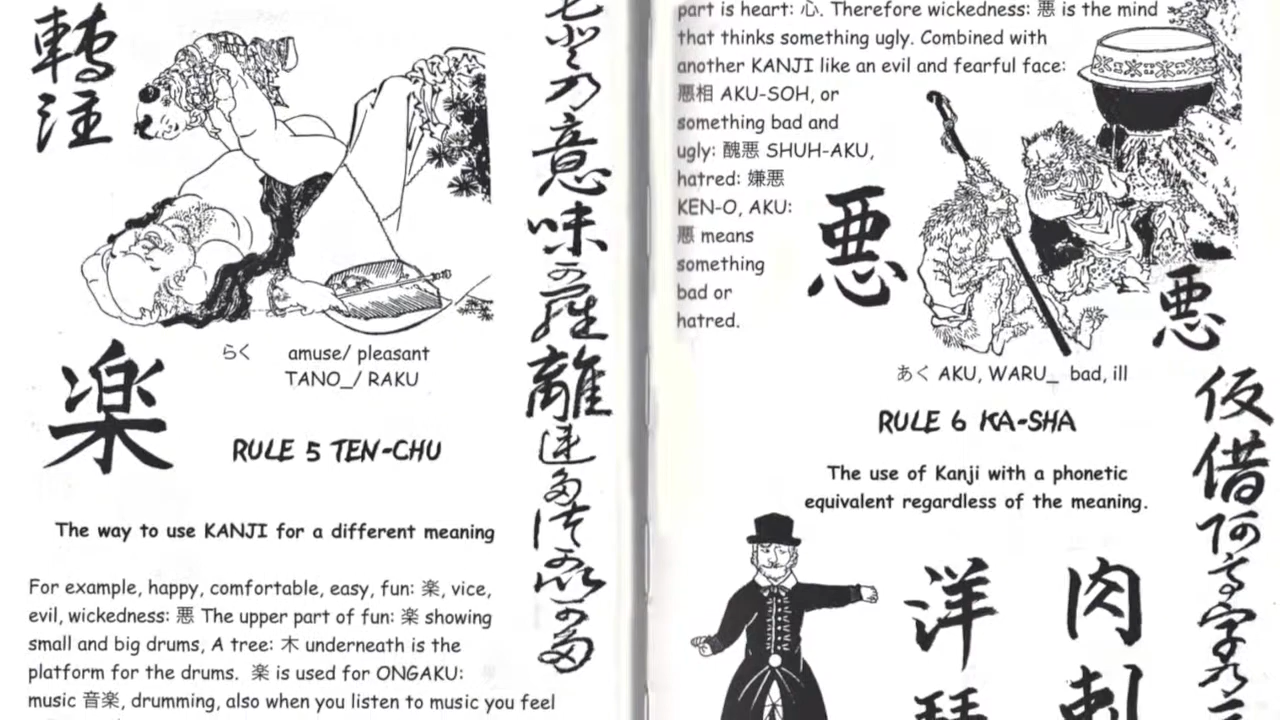 轉注
らく amuse/ pleasant
TANO_/ RAKU
楽
RULE 5 TEN-CHU
The way to use KANJI for a different meaning
For example, happy, comfortable, easy, fun: 楽, vice,
evil, wickedness: 悪 The upper part of fun: 楽 showing
small and big drums, A tree: 木 underneath is the
platform for the drums. 楽 is used for ONGAKU:
music 音楽, drumming, also when you listen to music you feel
意味
羅
離
part is heart: 心. Therefore wickedness: 悪 is the mind
that thinks something ugly. Combined with
another KANJI like an evil and fearful face:
悪相 AKU-SOH, or
something bad and
ugly: 醜悪 SHUH-AKU,
hatred: 嫌悪
KEN-O, AKU:
悪 means
something
bad or
hatred.
悪
悪
あく AKU, WARU_ bad, ill
RULE 6 KA-SHA
The use of Kanji with a phonetic
equivalent regardless of the meaning.
仮借
字
洋
肉
刺